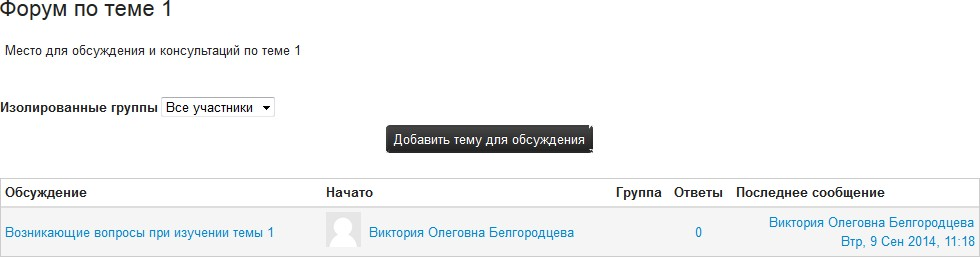 Форум по теме 1
Место для обсуждения и консультаций по теме 1
Изолированные группы Все участники
Добавить тему для обсуждения
Обсуждение Начато Группа Ответы Последнее сообщение
Возникающие вопросы при изучении темы 1 Виктория Олеговна Белгородцева 0 Виктория Олеговна Белгородцева
Втр, 9 Сен 2014, 11:18